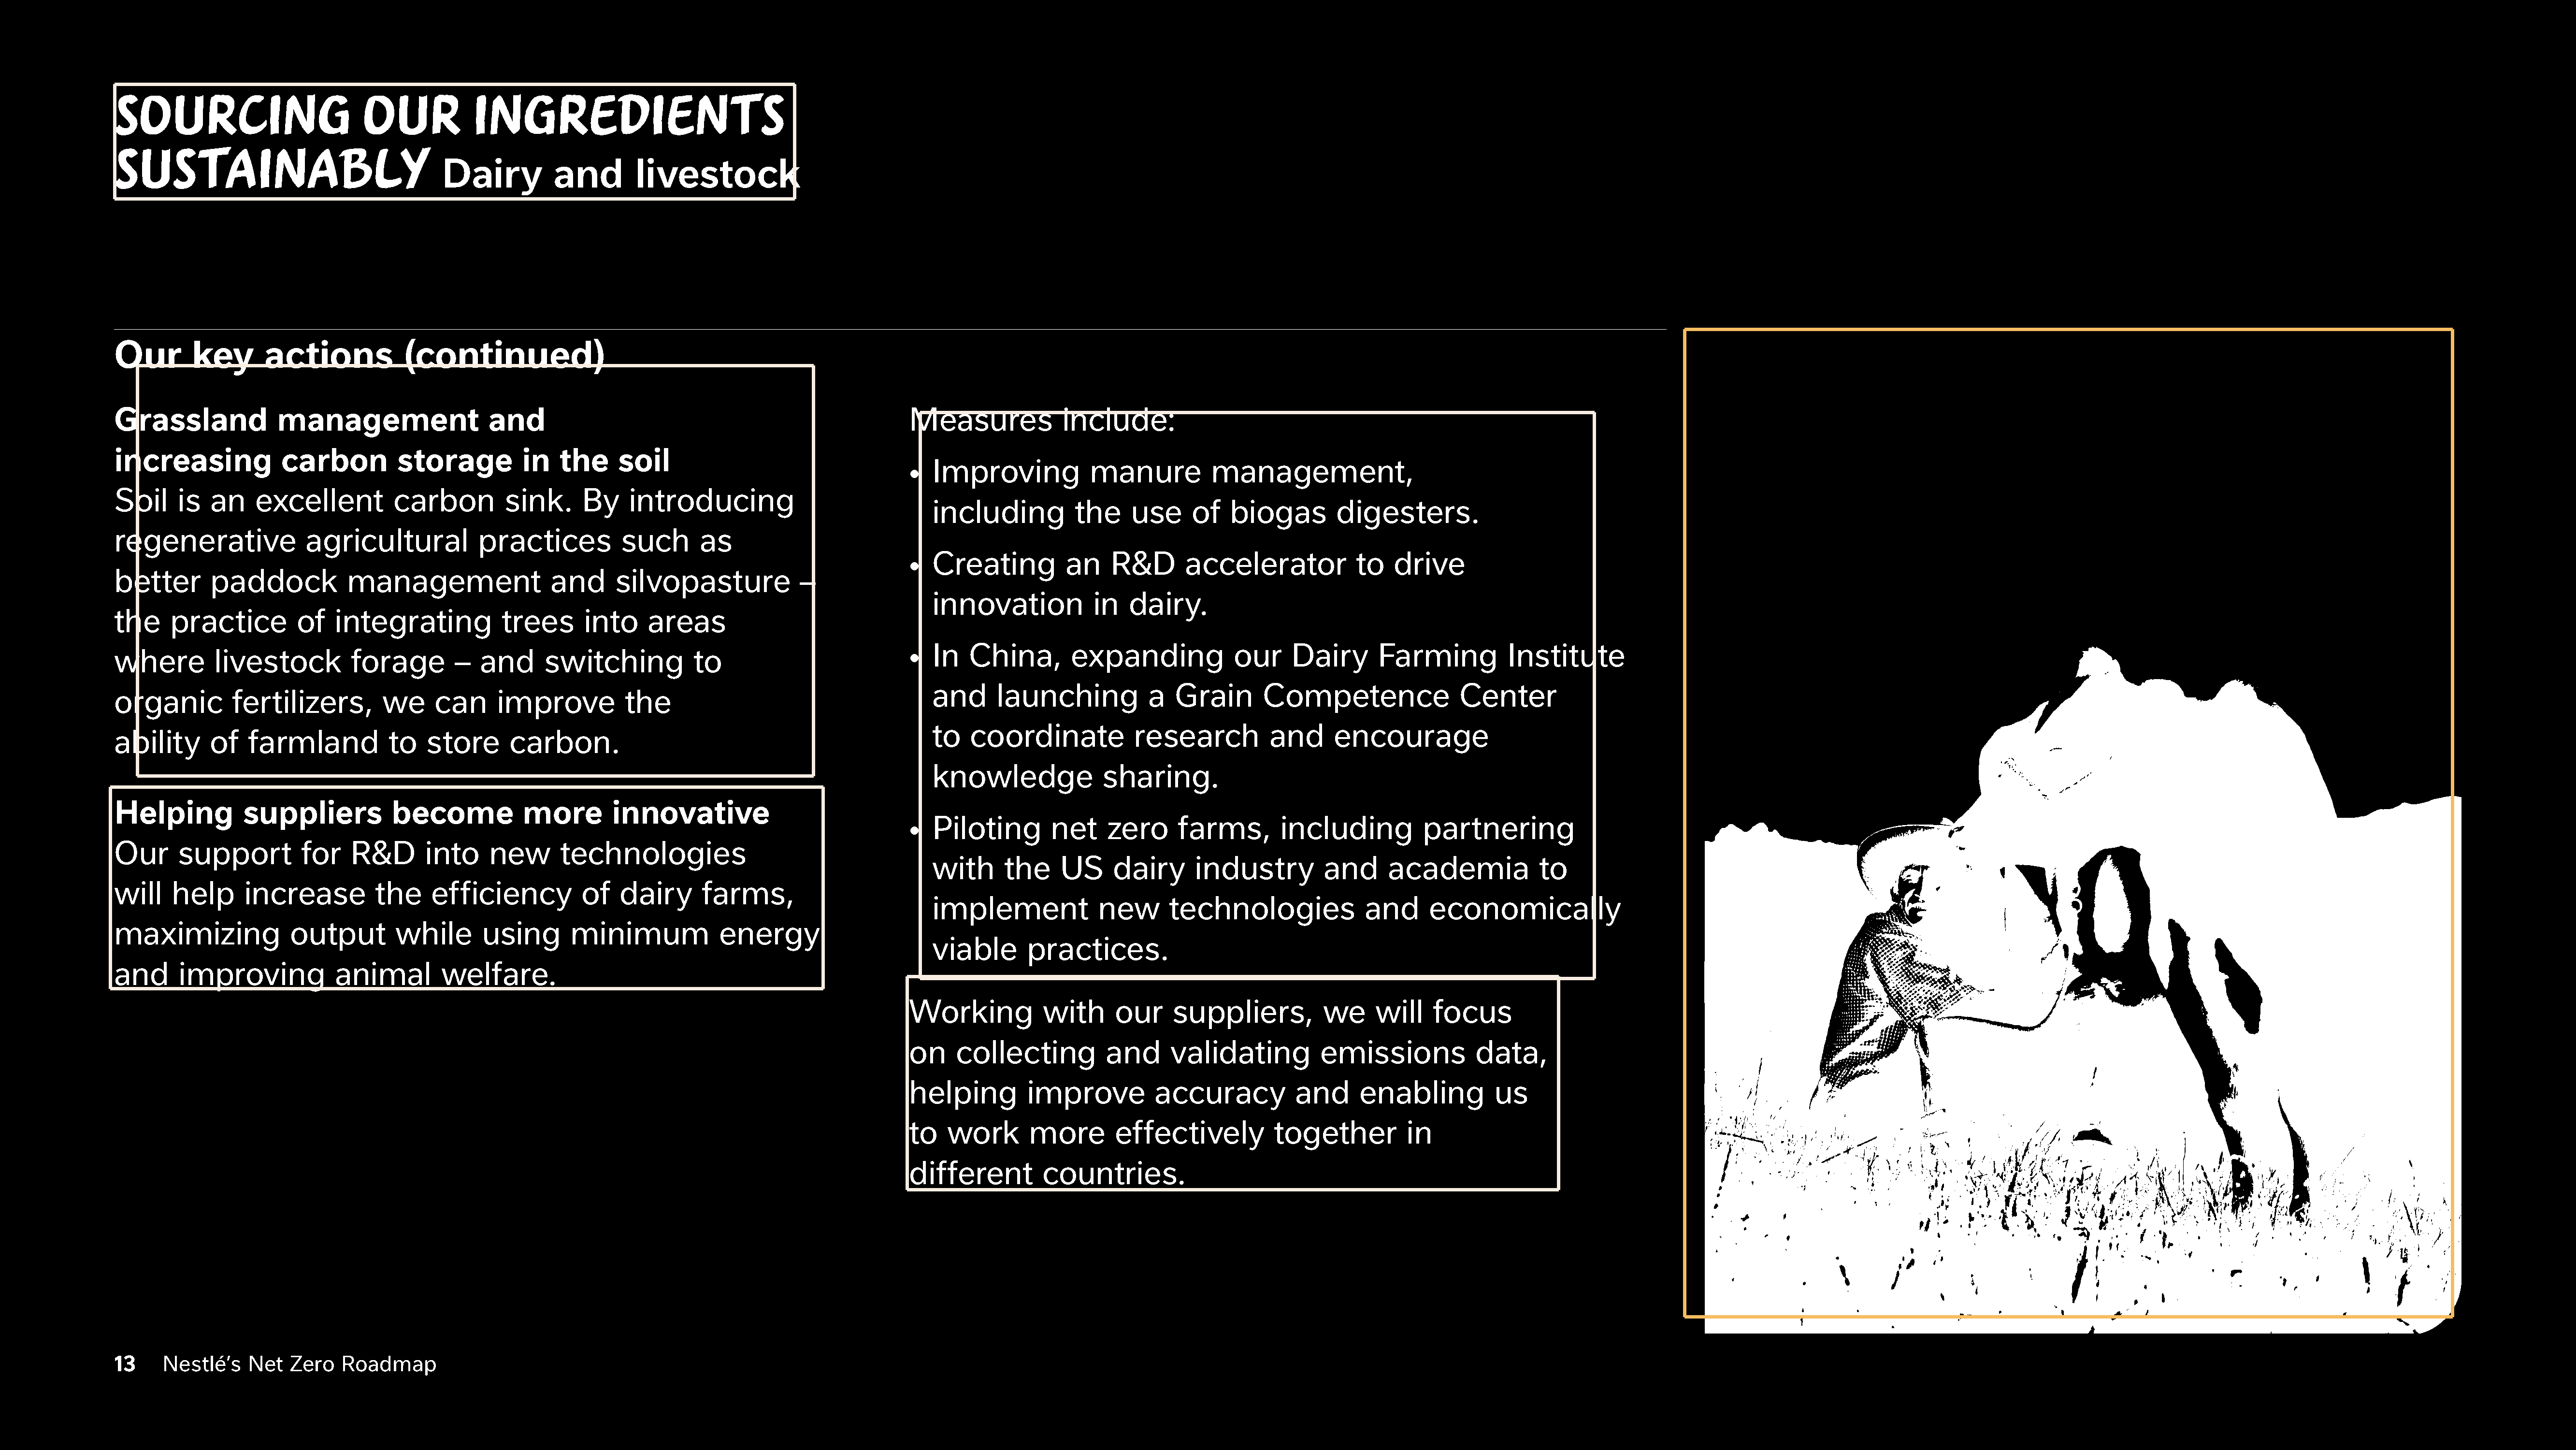 SOURCING OUR INGREDIENTS
SUSTAINABLY Dairy and livestock
Our key actions (continued)
Grassland management and
increasing carbon storage in the soil
Soil is an excellent carbon sink. By introducing
regenerative agricultural practices such as
better paddock management and silvopasture –
the practice of integrating trees into areas
where livestock forage – and switching to
organic fertilizers, we can improve the
ability of farmland to store carbon.
Helping suppliers become more innovative
Our support for R&D into new technologies
will help increase the efficiency of dairy farms,
maximizing output while using minimum energy
and improving animal welfare.
Measures include:
• Improving manure management,
including the use of biogas digesters.
• Creating an R&D accelerator to drive
innovation in dairy.
• In China, expanding our Dairy Farming Institute
and launching a Grain Competence Center
to coordinate research and encourage
knowledge sharing.
• Piloting net zero farms, including partnering
with the US dairy industry and academia to
implement new technologies and economically
viable practices.
Working with our suppliers, we will focus
on collecting and validating emissions data,
helping improve accuracy and enabling us
to work more effectively together in
different countries.
13 Nestlé’s Net Zero Roadmap